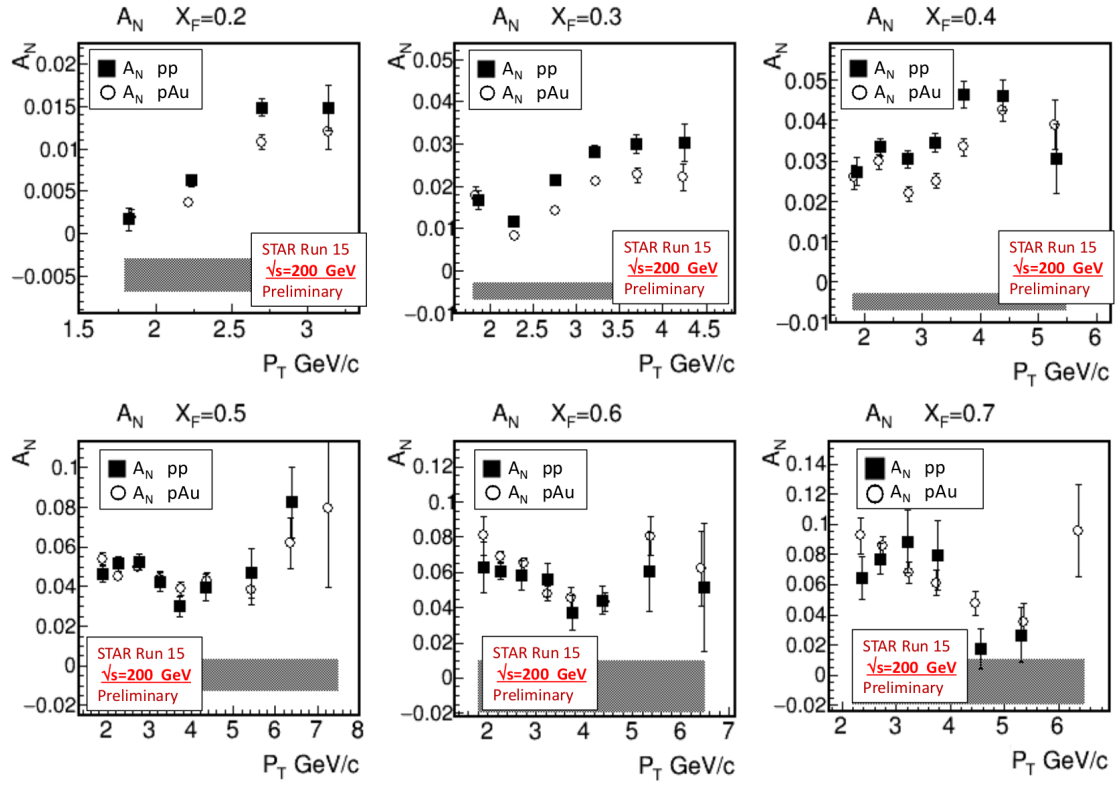 A_N X_F=0.2
A_N
0.02
0.015
0.01
0.005
0
−0.005
A_N pp
A_N pAu
STAR Run 15
√s=200 GeV
Preliminary
1.5 2 2.5 3
P_T GeV/c
A_N X_F=0.3
A_N
0.05
0.04
0.03
0.02
0.01
0
−0.01
A_N pp
A_N pAu
STAR Run 15
√s=200 GeV
Preliminary
2 2.5 3 3.5 4 4.5
P_T GeV/c
A_N X_F=0.4
A_N
0.05
0.04
0.03
0.02
0.01
0
−0.01
A_N pp
A_N pAu
STAR Run 15
√s=200 GeV
Preliminary
2 3 4 5 6
P_T GeV/c
A_N X_F=0.5
A_N
0.1
0.08
0.06
0.04
0.02
0
−0.02
A_N pp
A_N pAu
STAR Run 15
√s=200 GeV
Preliminary
2 3 4 5 6 7 8
P_T GeV/c
A_N X_F=0.6
A_N
0.12
0.1
0.08
0.06
0.04
0.02
0
−0.02
A_N pp
A_N pAu
STAR Run 15
√s=200 GeV
Preliminary
2 3 4 5 6 7
P_T GeV/c
A_N X_F=0.7
A_N
0.14
0.12
0.1
0.08
0.06
0.04
0.02
0
−0.02
A_N pp
A_N pAu
STAR Run 15
√s=200 GeV
Preliminary
2 3 4 5 6
P_T GeV/c